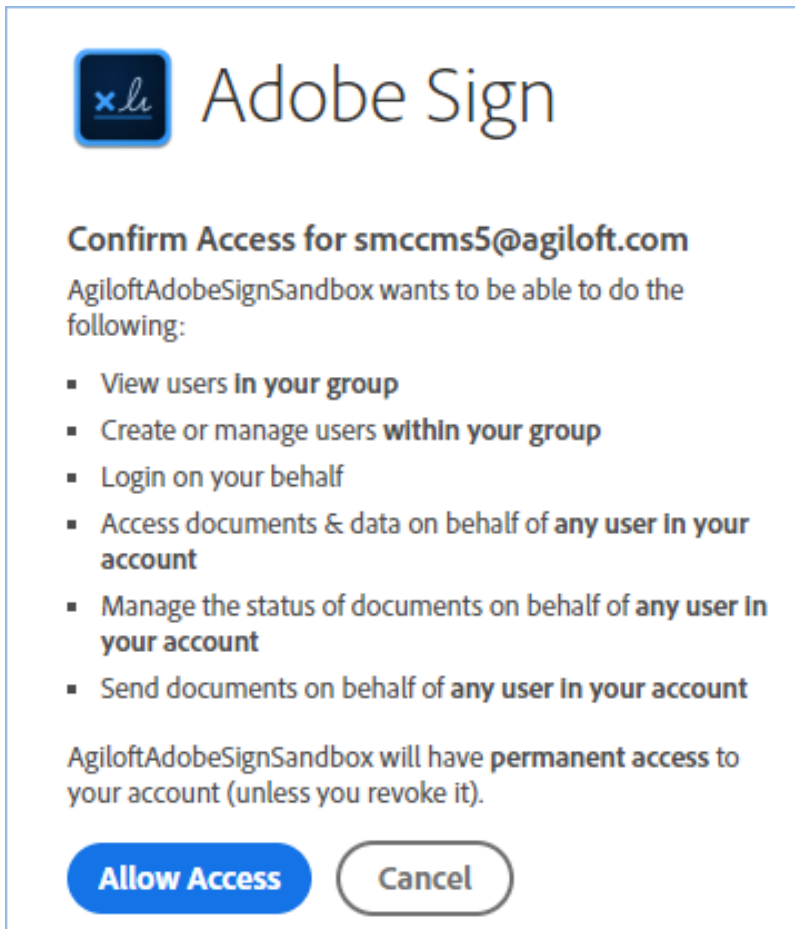 Adobe Sign
Confirm Access for smccms5@agiloft.com
AgiloftAdobeSignSandbox wants to be able to do the
following:
▪ View users in your group
▪ Create or manage users within your group
▪ Login on your behalf
▪ Access documents & data on behalf of any user in your
account
▪ Manage the status of documents on behalf of any user in
your account
▪ Send documents on behalf of any user in your account
AgiloftAdobeSignSandbox will have permanent access to
your account (unless you revoke it).
Allow Access Cancel